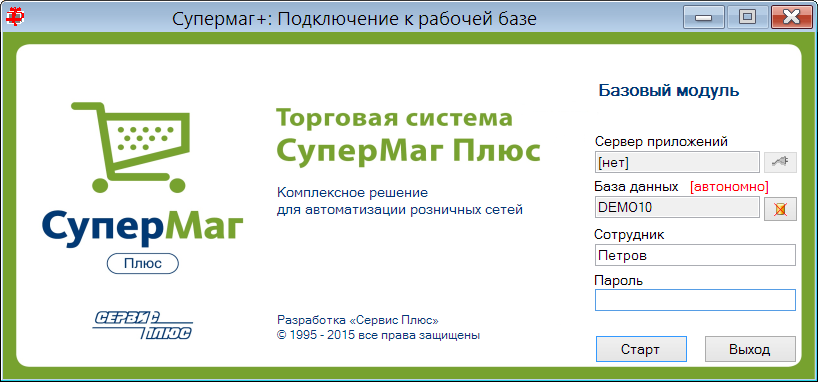 Супермаг+: Подключение к рабочей базе
СуперМаг
Плюс
СЕРВИС
ПЛЮС
Торговая система
СуперМаг Плюс
Комплексное решение
для автоматизации розничных сетей
Разработка «Сервис Плюс»
© 1995 - 2015 все права защищены
Базовый модуль
Сервер приложений
[нет]
База данных [автономно]
DEMO10
Сотрудник
Петров
Пароль
Старт Выход